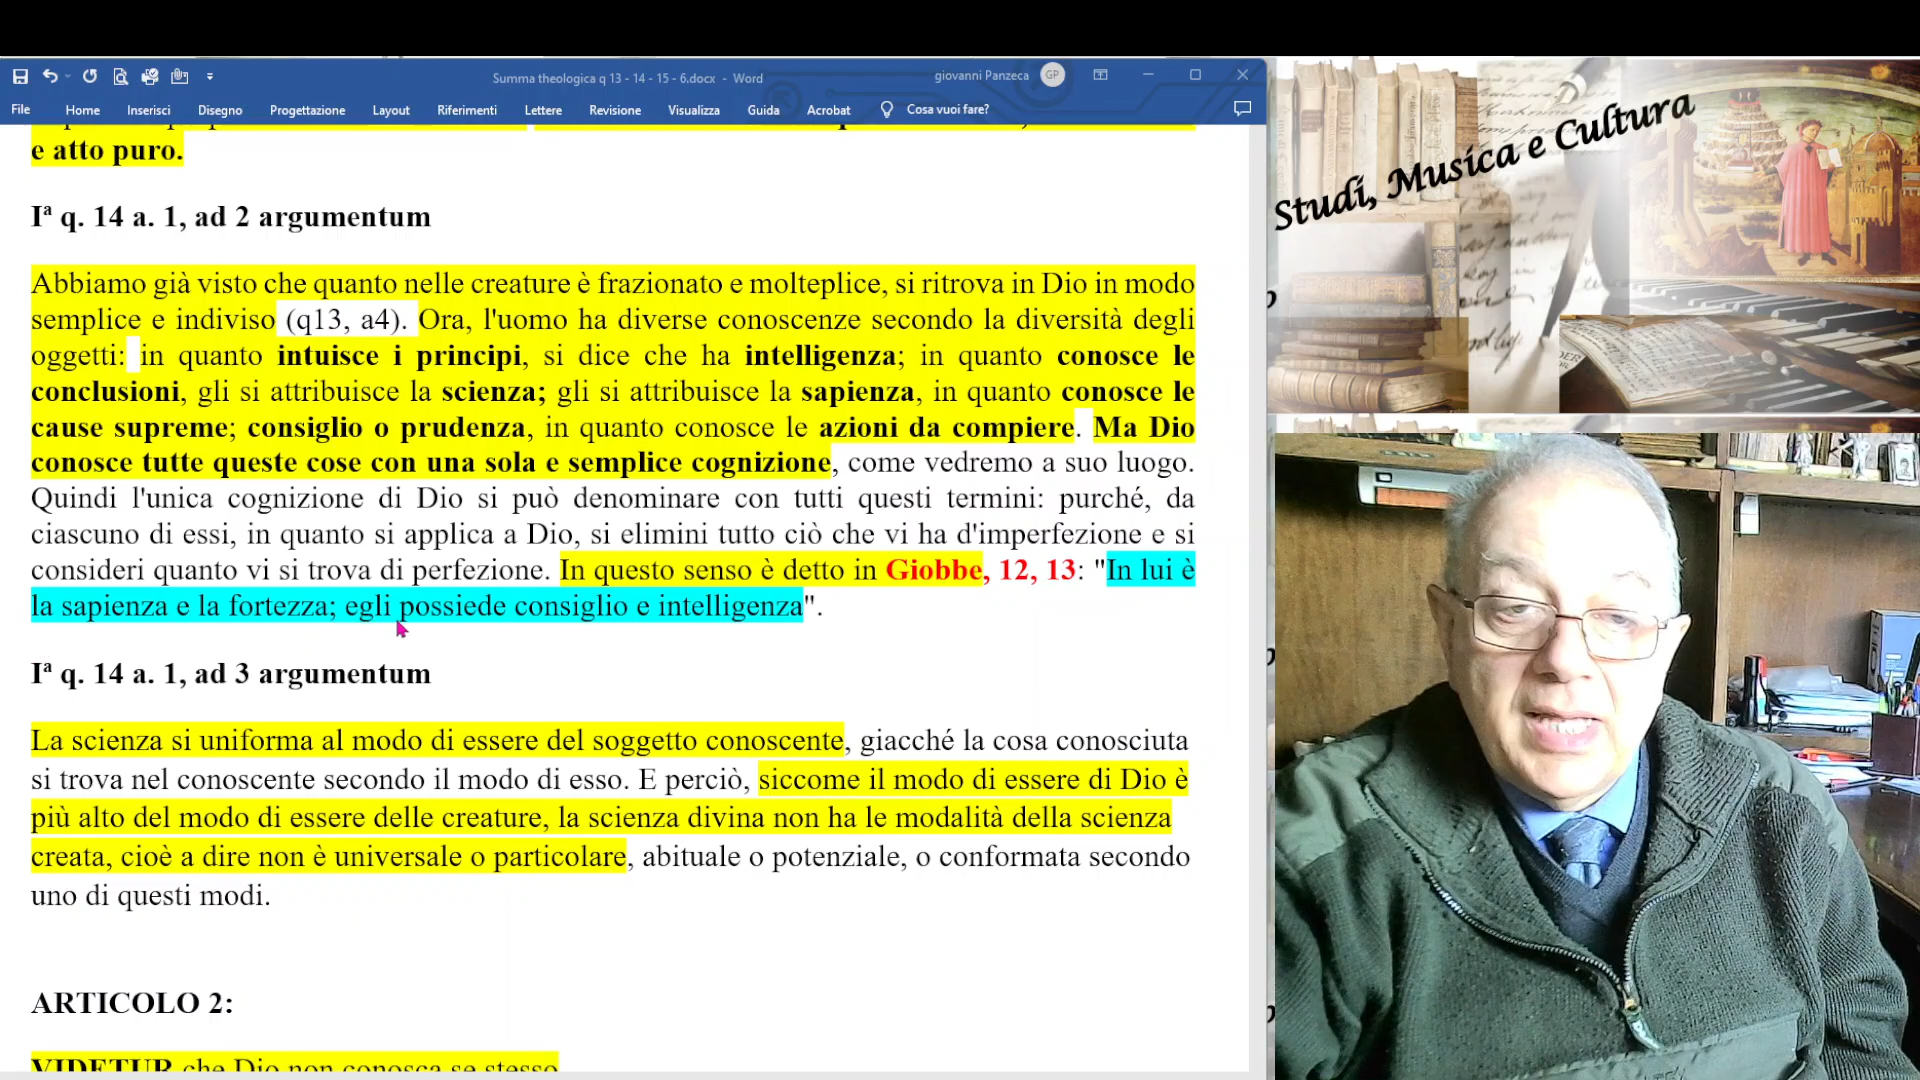 Summa theologica q 13 - 14 - 15 - 6.docx - Word
giovanni Panzeca
GP
File Home Inserisci Disegno Progettazione Layout Riferimenti Lettere Revisione Visualizza Guida Acrobat Cosa vuoi fare?
e atto puro.
Iª q. 14 a. 1, ad 2 argumentum
Abbiamo già visto che quanto nelle creature è frazionato e molteplice, si ritrova in Dio in modo
semplice e indiviso (q13, a4). Ora, l'uomo ha diverse conoscenze secondo la diversità degli
oggetti: in quanto intuisce i principi, si dice che ha intelligenza; in quanto conosce le
conclusioni, gli si attribuisce la scienza; gli si attribuisce la sapienza, in quanto conosce le
cause supreme; consiglio o prudenza, in quanto conosce le azioni da compiere. Ma Dio
conosce tutte queste cose con una sola e semplice cognizione, come vedremo a suo luogo.
Quindi l'unica cognizione di Dio si può denominare con tutti questi termini: purché, da
ciascuno di essi, in quanto si applica a Dio, si elimini tutto ciò che vi ha d'imperfezione e si
consideri quanto vi si trova di perfezione. In questo senso è detto in Giobbe, 12, 13: "In lui è
la sapienza e la fortezza; egli possiede consiglio e intelligenza".
Iª q. 14 a. 1, ad 3 argumentum
La scienza si uniforma al modo di essere del soggetto conoscente, giacché la cosa conosciuta
si trova nel conoscente secondo il modo di esso. E perciò, siccome il modo di essere di Dio è
più alto del modo di essere delle creature, la scienza divina non ha le modalità della scienza
creata, cioè a dire non è universale o particolare, abituale o potenziale, o conformata secondo
uno di questi modi.
ARTICOLO 2:
VIDETUR che Dio non conosca se stesso
Studi, Musica e Cultura